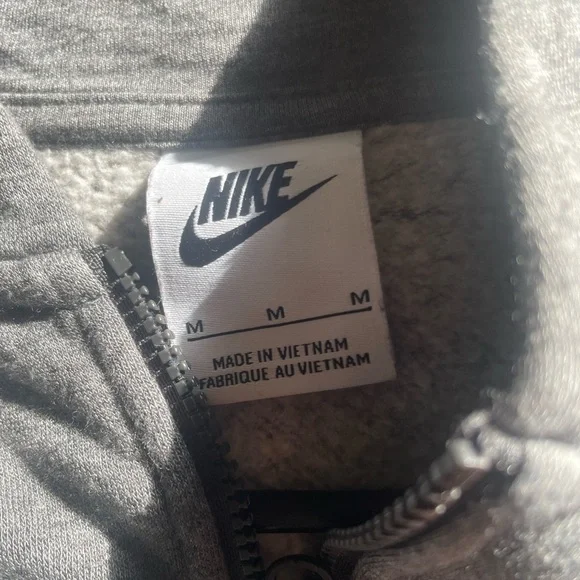 NIKE
M M M
MADE IN VIETNAM
FABRIQUE AU VIETNAM